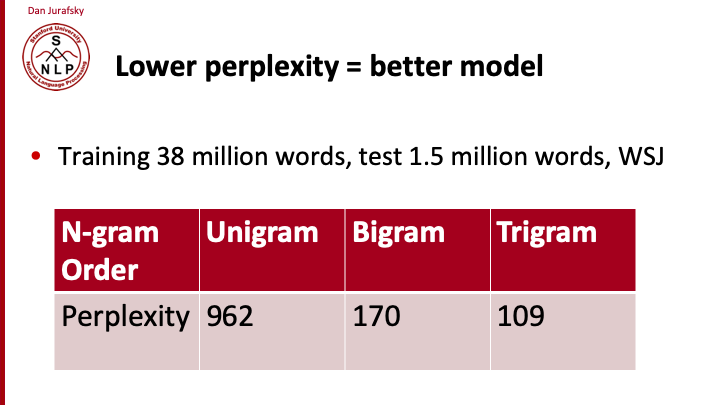 Dan Jurafsky
Stanford University
S
NLP
Natural Language Processing
Lower perplexity = better model
• Training 38 million words, test 1.5 million words, WSJ
N-gram Order Unigram Bigram Trigram
Perplexity 962 170 109